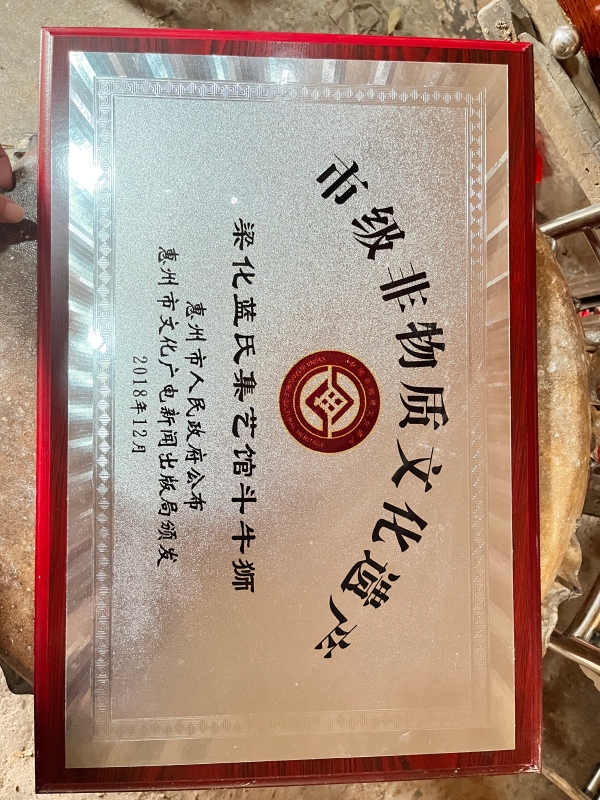 市级非物质文化遗产
梁化蓝氏集艺馆斗牛狮
惠州市人民政府公布
惠州市文化广电新闻出版局颁发
2018年12月